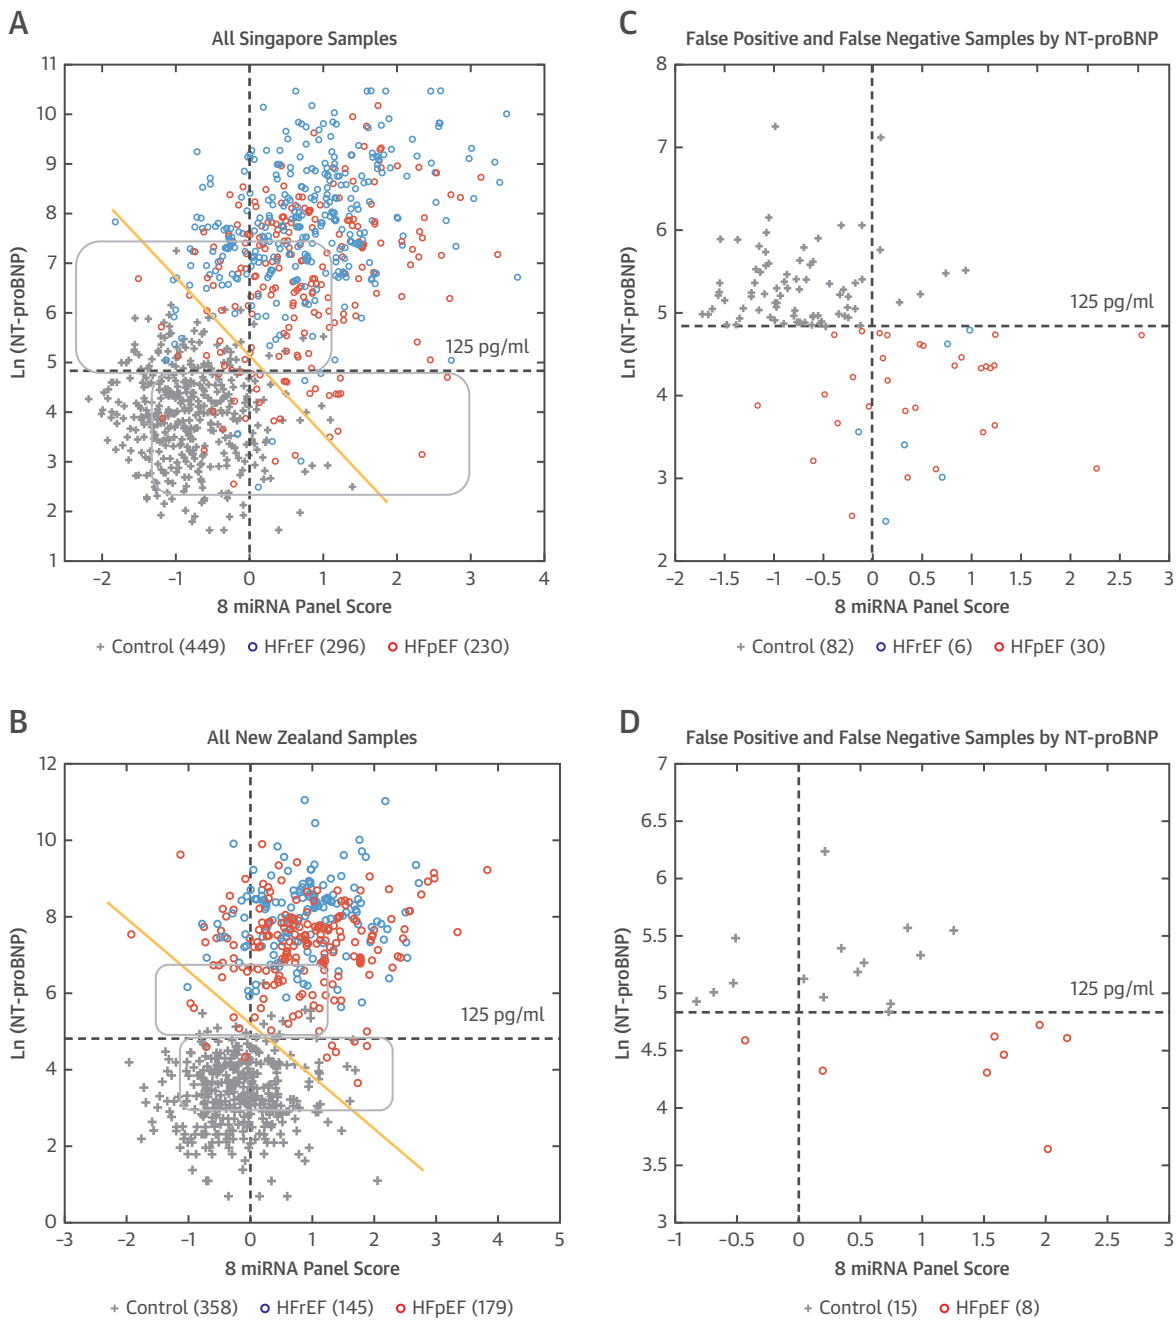 A
All Singapore Samples
11
10
9
8
7
6
5
4
3
2
1
Ln (NT-proBNP)
125 pg/ml
-2 -1 0 1 2 3 4
8 miRNA Panel Score
Control (449) HFrEF (296) HFpEF (230)
C
False Positive and False Negative Samples by NT-proBNP
8
7
6
5
4
3
2
Ln (NT-proBNP)
125 pg/ml
-2 -1.5 -1 -0.5 0 0.5 1 1.5 2 2.5 3
8 miRNA Panel Score
Control (82) HFrEF (6) HFpEF (30)
B
All New Zealand Samples
12
10
8
6
4
2
0
Ln (NT-proBNP)
125 pg/ml
-3 -2 -1 0 1 2 3 4 5
8 miRNA Panel Score
Control (358) HFrEF (145) HFpEF (179)
D
False Positive and False Negative Samples by NT-proBNP
7
6.5
6
5.5
5
4.5
4
3.5
3
Ln (NT-proBNP)
125 pg/ml
-1 -0.5 0 0.5 1 1.5 2 2.5 3
8 miRNA Panel Score
Control (15) HFpEF (8)